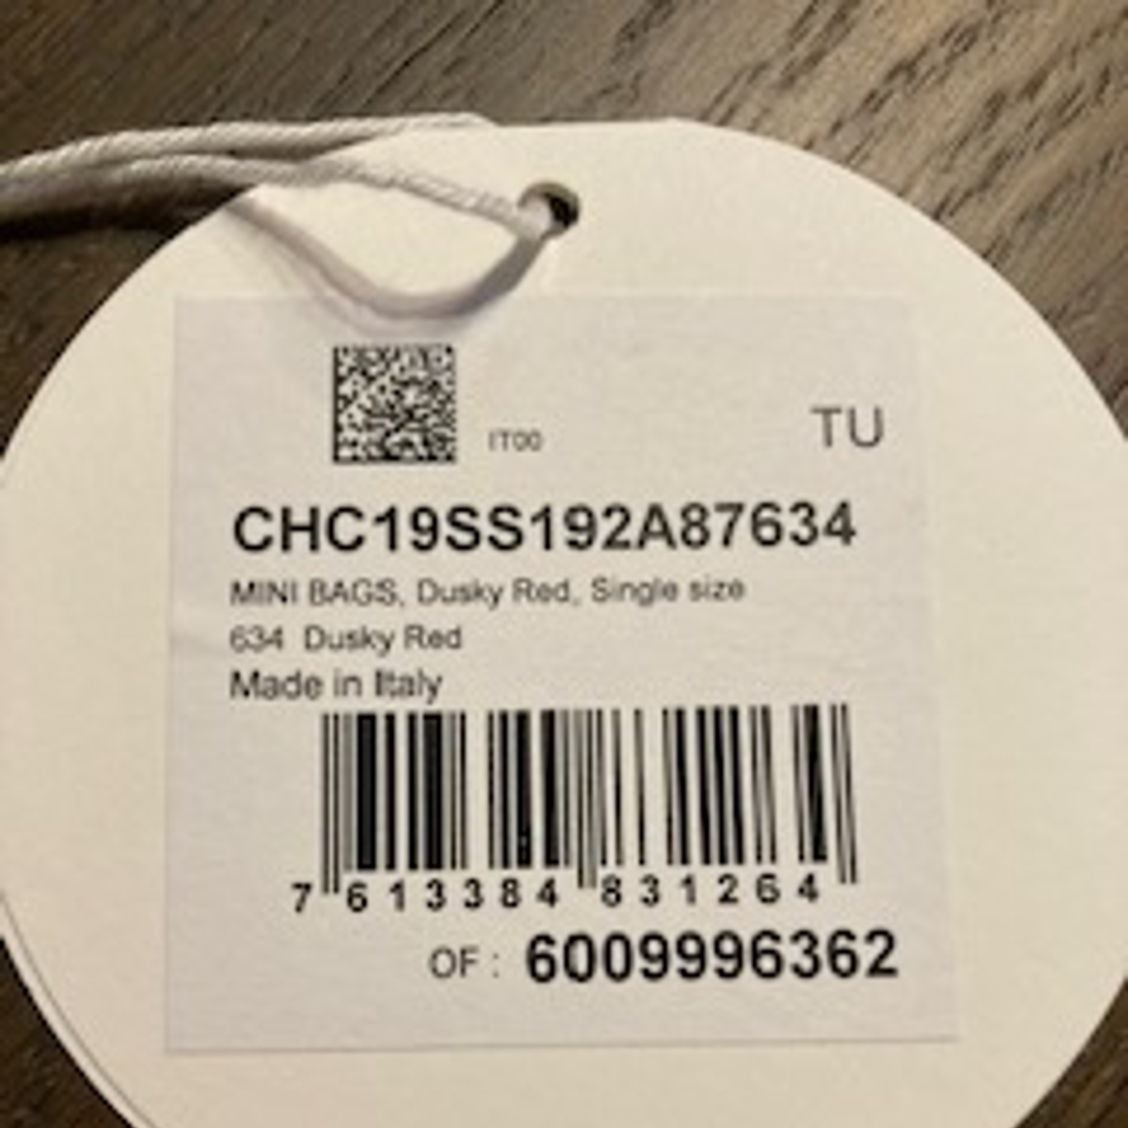 IT00
TU
CHC19SS192A87634
MINI BAGS, Dusky Red, Single size
634 Dusky Red
Made in Italy
7 613384 831264
OF : 6009996362